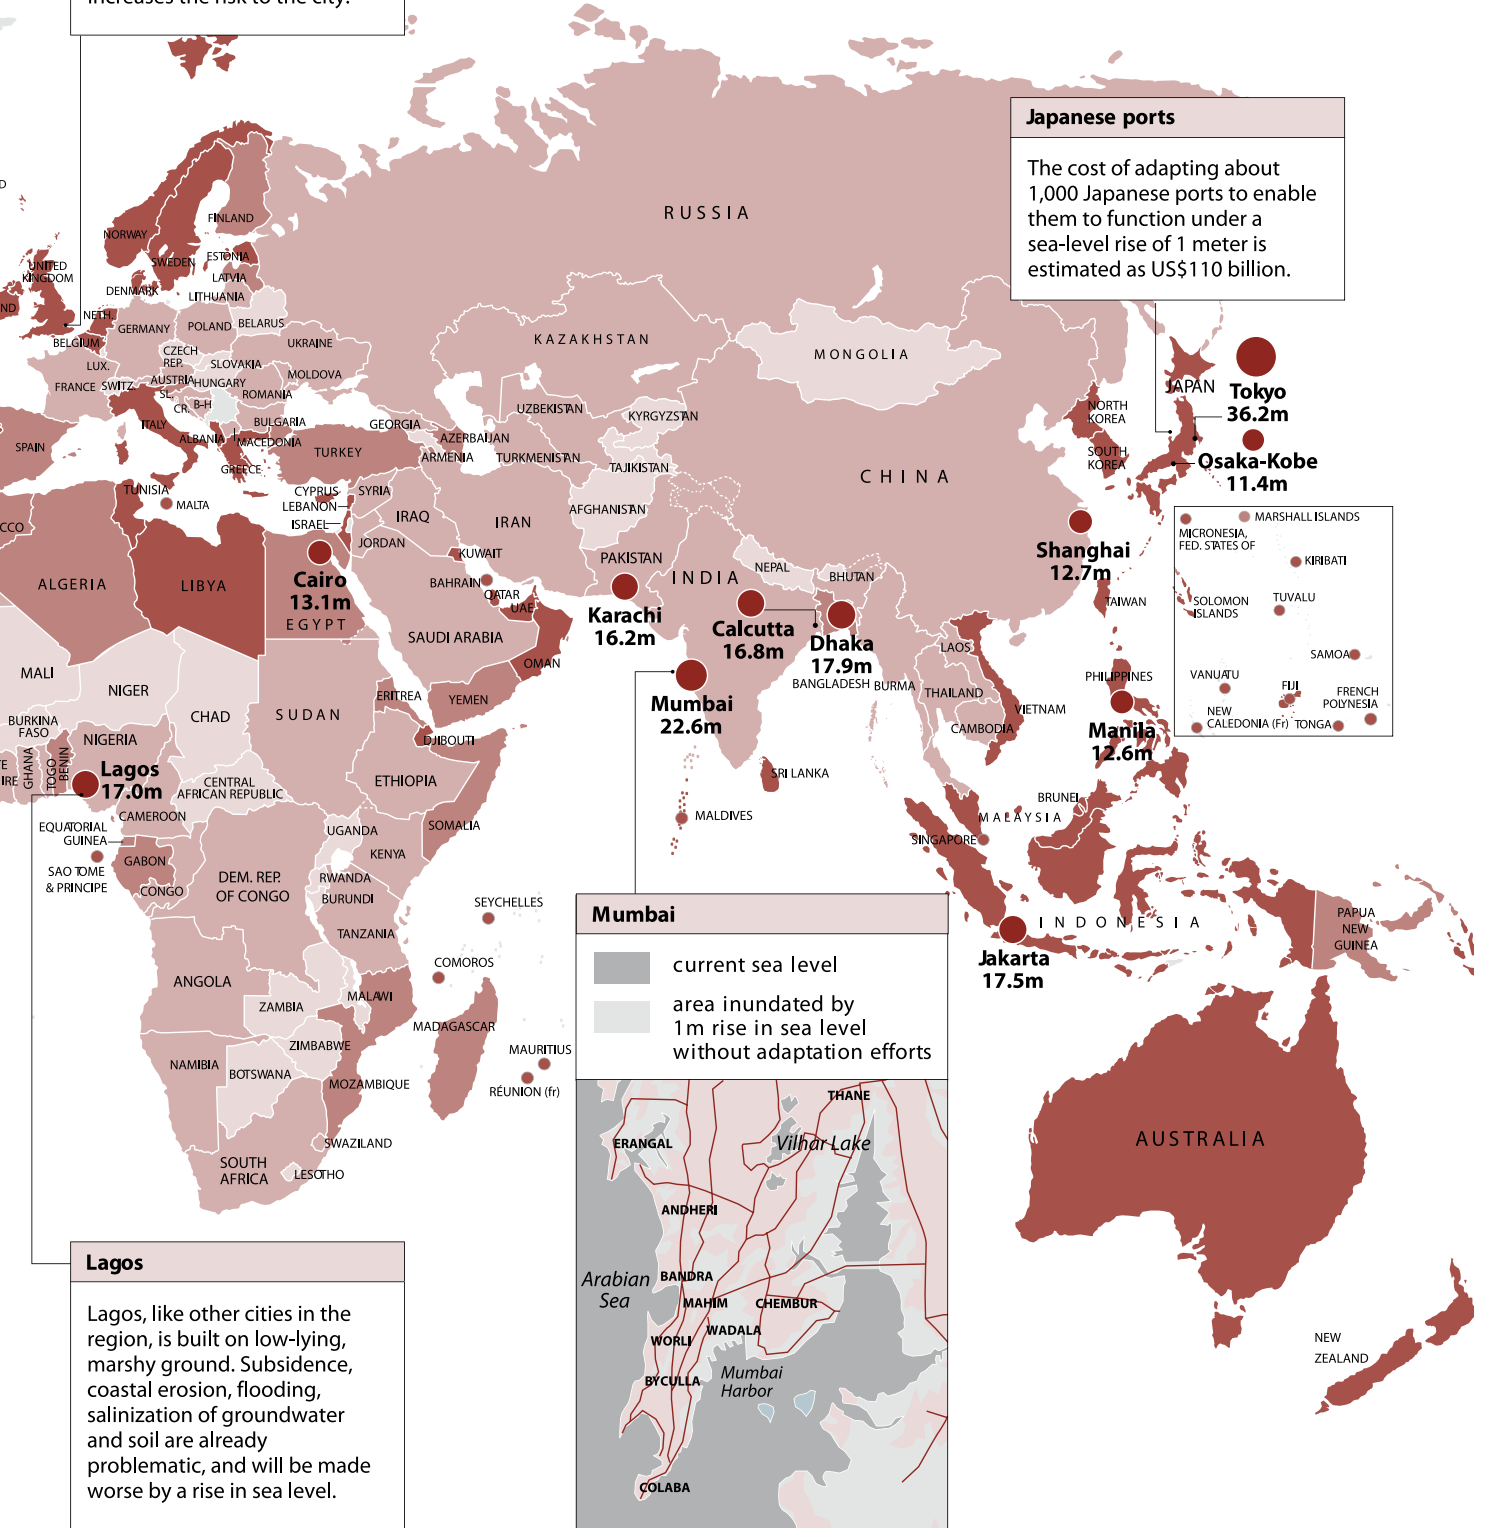 increases the risk to the city.
Japanese ports
The cost of adapting about
1,000 Japanese ports to enable
them to function under a
sea-level rise of 1 meter is
estimated as US$110 billion.
RUSSIA
FINLAND
NORWAY
SWEDEN
ESTONIA
LATVIA
LITHUANIA
UNITED
KINGDOM
DENMARK
ND
NETH.
GERMANY
POLAND
BELARUS
BELGIUM
CZECH
REP.
UKRAINE
LUX.
SLOVAKIA
FRANCE
SWITZ.
AUSTRIA
HUNGARY
MOLDOVA
SL.
CR.
B-H
ROMANIA
ITALY
BULGARIA
ALBANIA
MACEDONIA
SPAIN
GREECE
TURKEY
GEORGIA
ARMENIA
AZERBAIJAN
KAZAKHSTAN
UZBEKISTAN
TURKMENISTAN
KYRGYZSTAN
TAJIKISTAN
MONGOLIA
CHINA
NORTH
KOREA
SOUTH
KOREA
JAPAN
Tokyo
36.2m
Osaka-Kobe
11.4m
TUNISIA
MALTA
CYPRUS
LEBANON
ISRAEL
SYRIA
IRAQ
JORDAN
IRAN
AFGHANISTAN
PAKISTAN
KUWAIT
BAHRAIN
QATAR
UAE
CCO
ALGERIA
LIBYA
Cairo
13.1m
EGYPT
SAUDI ARABIA
OMAN
YEMEN
Karachi
16.2m
INDIA
NEPAL
BHUTAN
Calcutta
16.8m
Dhaka
17.9m
BANGLADESH
BURMA
Mumbai
22.6m
Shanghai
12.7m
TAIWAN
LAOS
THAILAND
VIETNAM
CAMBODIA
PHILIPPINES
Manila
12.6m
MICRONESIA,
FED. STATES OF
MARSHALL ISLANDS
KIRIBATI
SOLOMON
ISLANDS
TUVALU
SAMOA
VANUATU
FIJI
FRENCH
POLYNESIA
NEW
CALEDONIA (Fr)
TONGA
MALI
NIGER
CHAD
SUDAN
ERITREA
DJIBOUTI
BURKINA
FASO
NIGERIA
GHANA
TOGO
BENIN
IRE
Lagos
17.0m
CENTRAL
AFRICAN REPUBLIC
ETHIOPIA
SOMALIA
CAMEROON
EQUATORIAL
GUINEA
SAO TOME
& PRINCIPE
GABON
CONGO
DEM. REP.
OF CONGO
UGANDA
KENYA
RWANDA
BURUNDI
TANZANIA
SEYCHELLES
COMOROS
ANGOLA
ZAMBIA
MALAWI
MADAGASCAR
MAURITIUS
RÉUNION (fr)
ZIMBABWE
NAMIBIA
BOTSWANA
MOZAMBIQUE
SWAZILAND
SOUTH
AFRICA
LESOTHO
SRI LANKA
MALDIVES
BRUNEI
MALAYSIA
SINGAPORE
INDONESIA
Jakarta
17.5m
PAPUA
NEW
GUINEA
AUSTRALIA
NEW
ZEALAND
Mumbai
current sea level
area inundated by
1m rise in sea level
without adaptation efforts
THANE
ERANGAL
Vilhar Lake
ANDHERI
Arabian
Sea
BANDRA
MAHIM
CHEMBUR
WORLI
WADALA
BYCULLA
Mumbai
Harbor
COLABA
Lagos
Lagos, like other cities in the
region, is built on low-lying,
marshy ground. Subsidence,
coastal erosion, flooding,
salinization of groundwater
and soil are already
problematic, and will be made
worse by a rise in sea level.